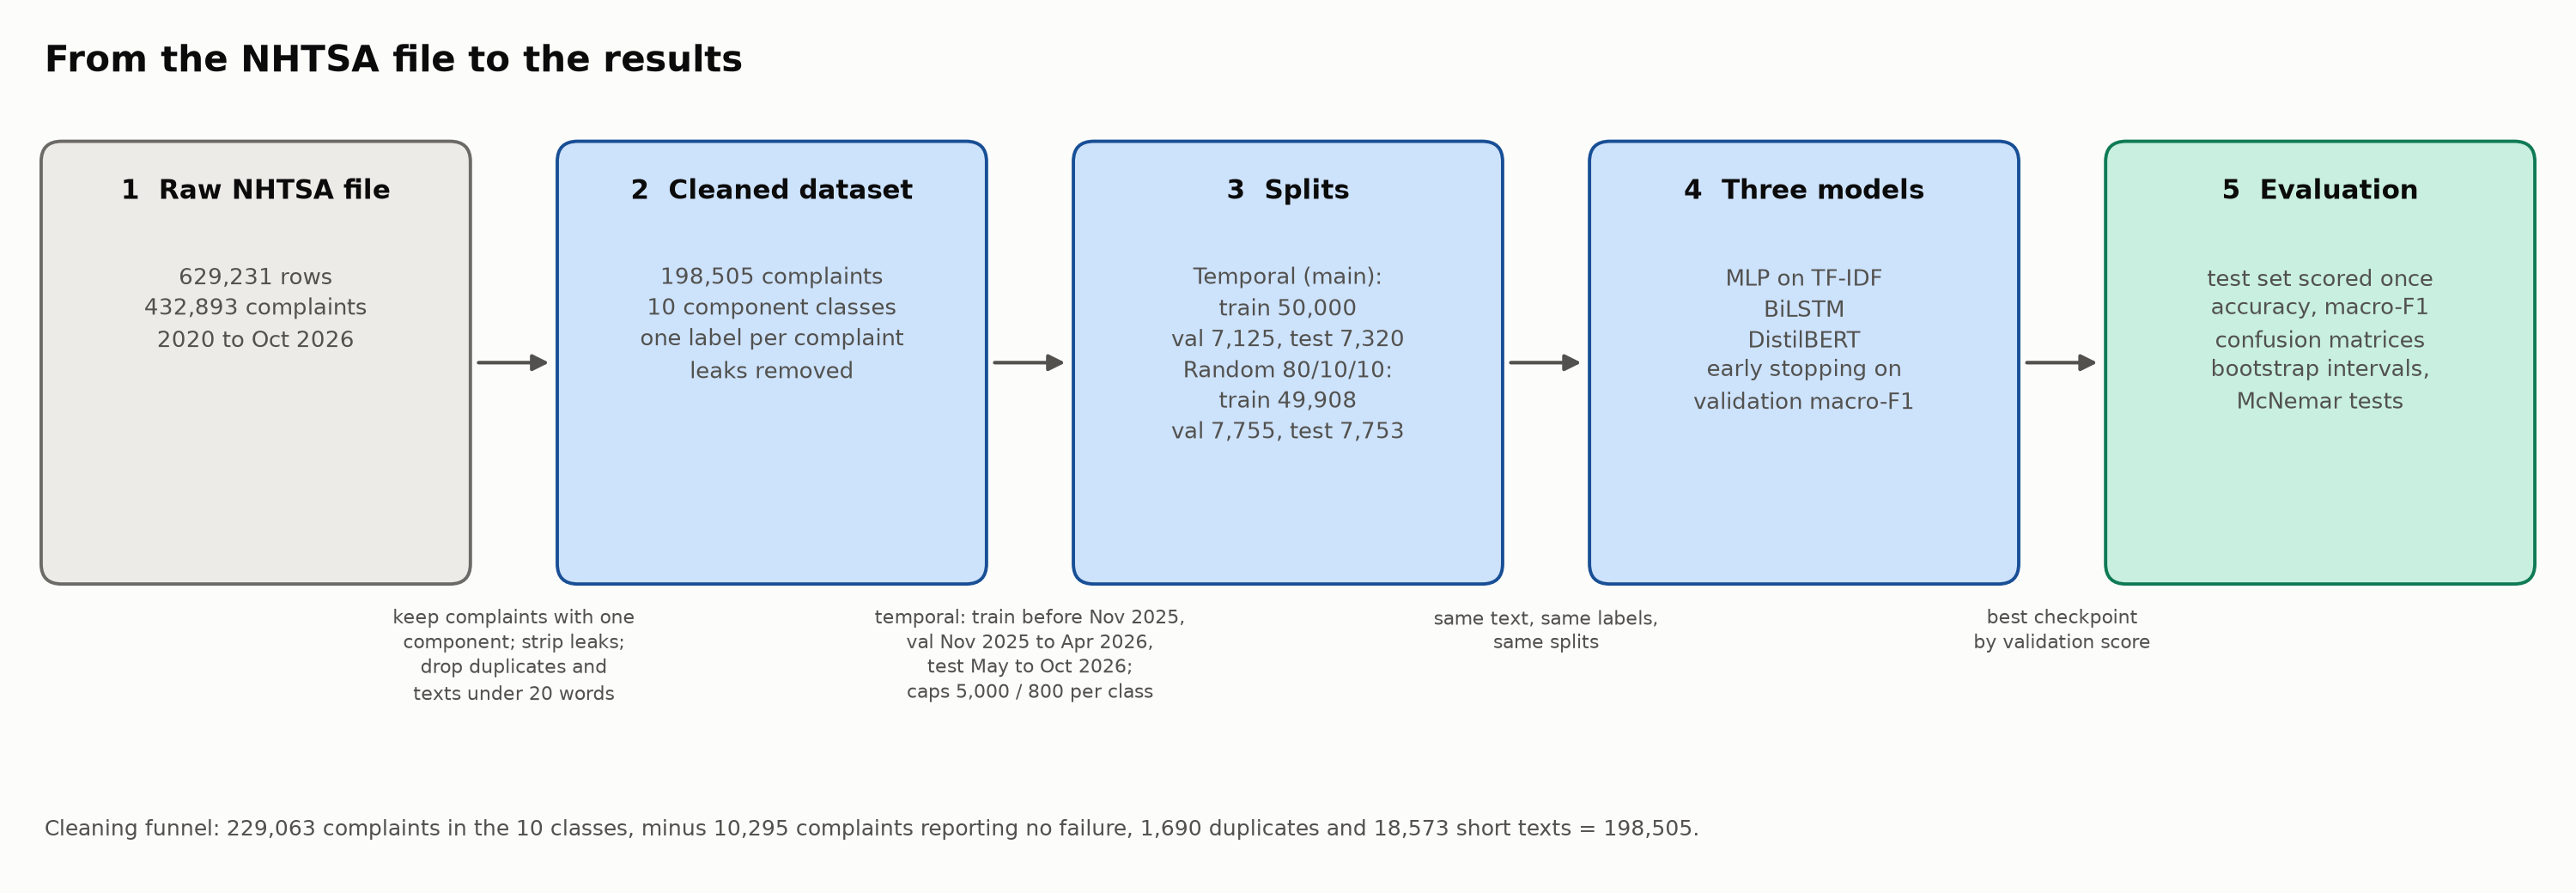 From the NHTSA file to the results
1 Raw NHTSA file
629,231 rows
432,893 complaints
2020 to Oct 2026
2 Cleaned dataset
198,505 complaints
10 component classes
one label per complaint
leaks removed
3 Splits
Temporal (main):
train 50,000
val 7,125, test 7,320
Random 80/10/10:
train 49,908
val 7,755, test 7,753
4 Three models
MLP on TF-IDF
BiLSTM
DistilBERT
early stopping on
validation macro-F1
5 Evaluation
test set scored once
accuracy, macro-F1
confusion matrices
bootstrap intervals,
McNemar tests
keep complaints with one
component; strip leaks;
drop duplicates and
texts under 20 words
temporal: train before Nov 2025,
val Nov 2025 to Apr 2026,
test May to Oct 2026;
caps 5,000 / 800 per class
same text, same labels,
same splits
best checkpoint
by validation score
Cleaning funnel: 229,063 complaints in the 10 classes, minus 10,295 complaints reporting no failure, 1,690 duplicates and 18,573 short texts = 198,505.